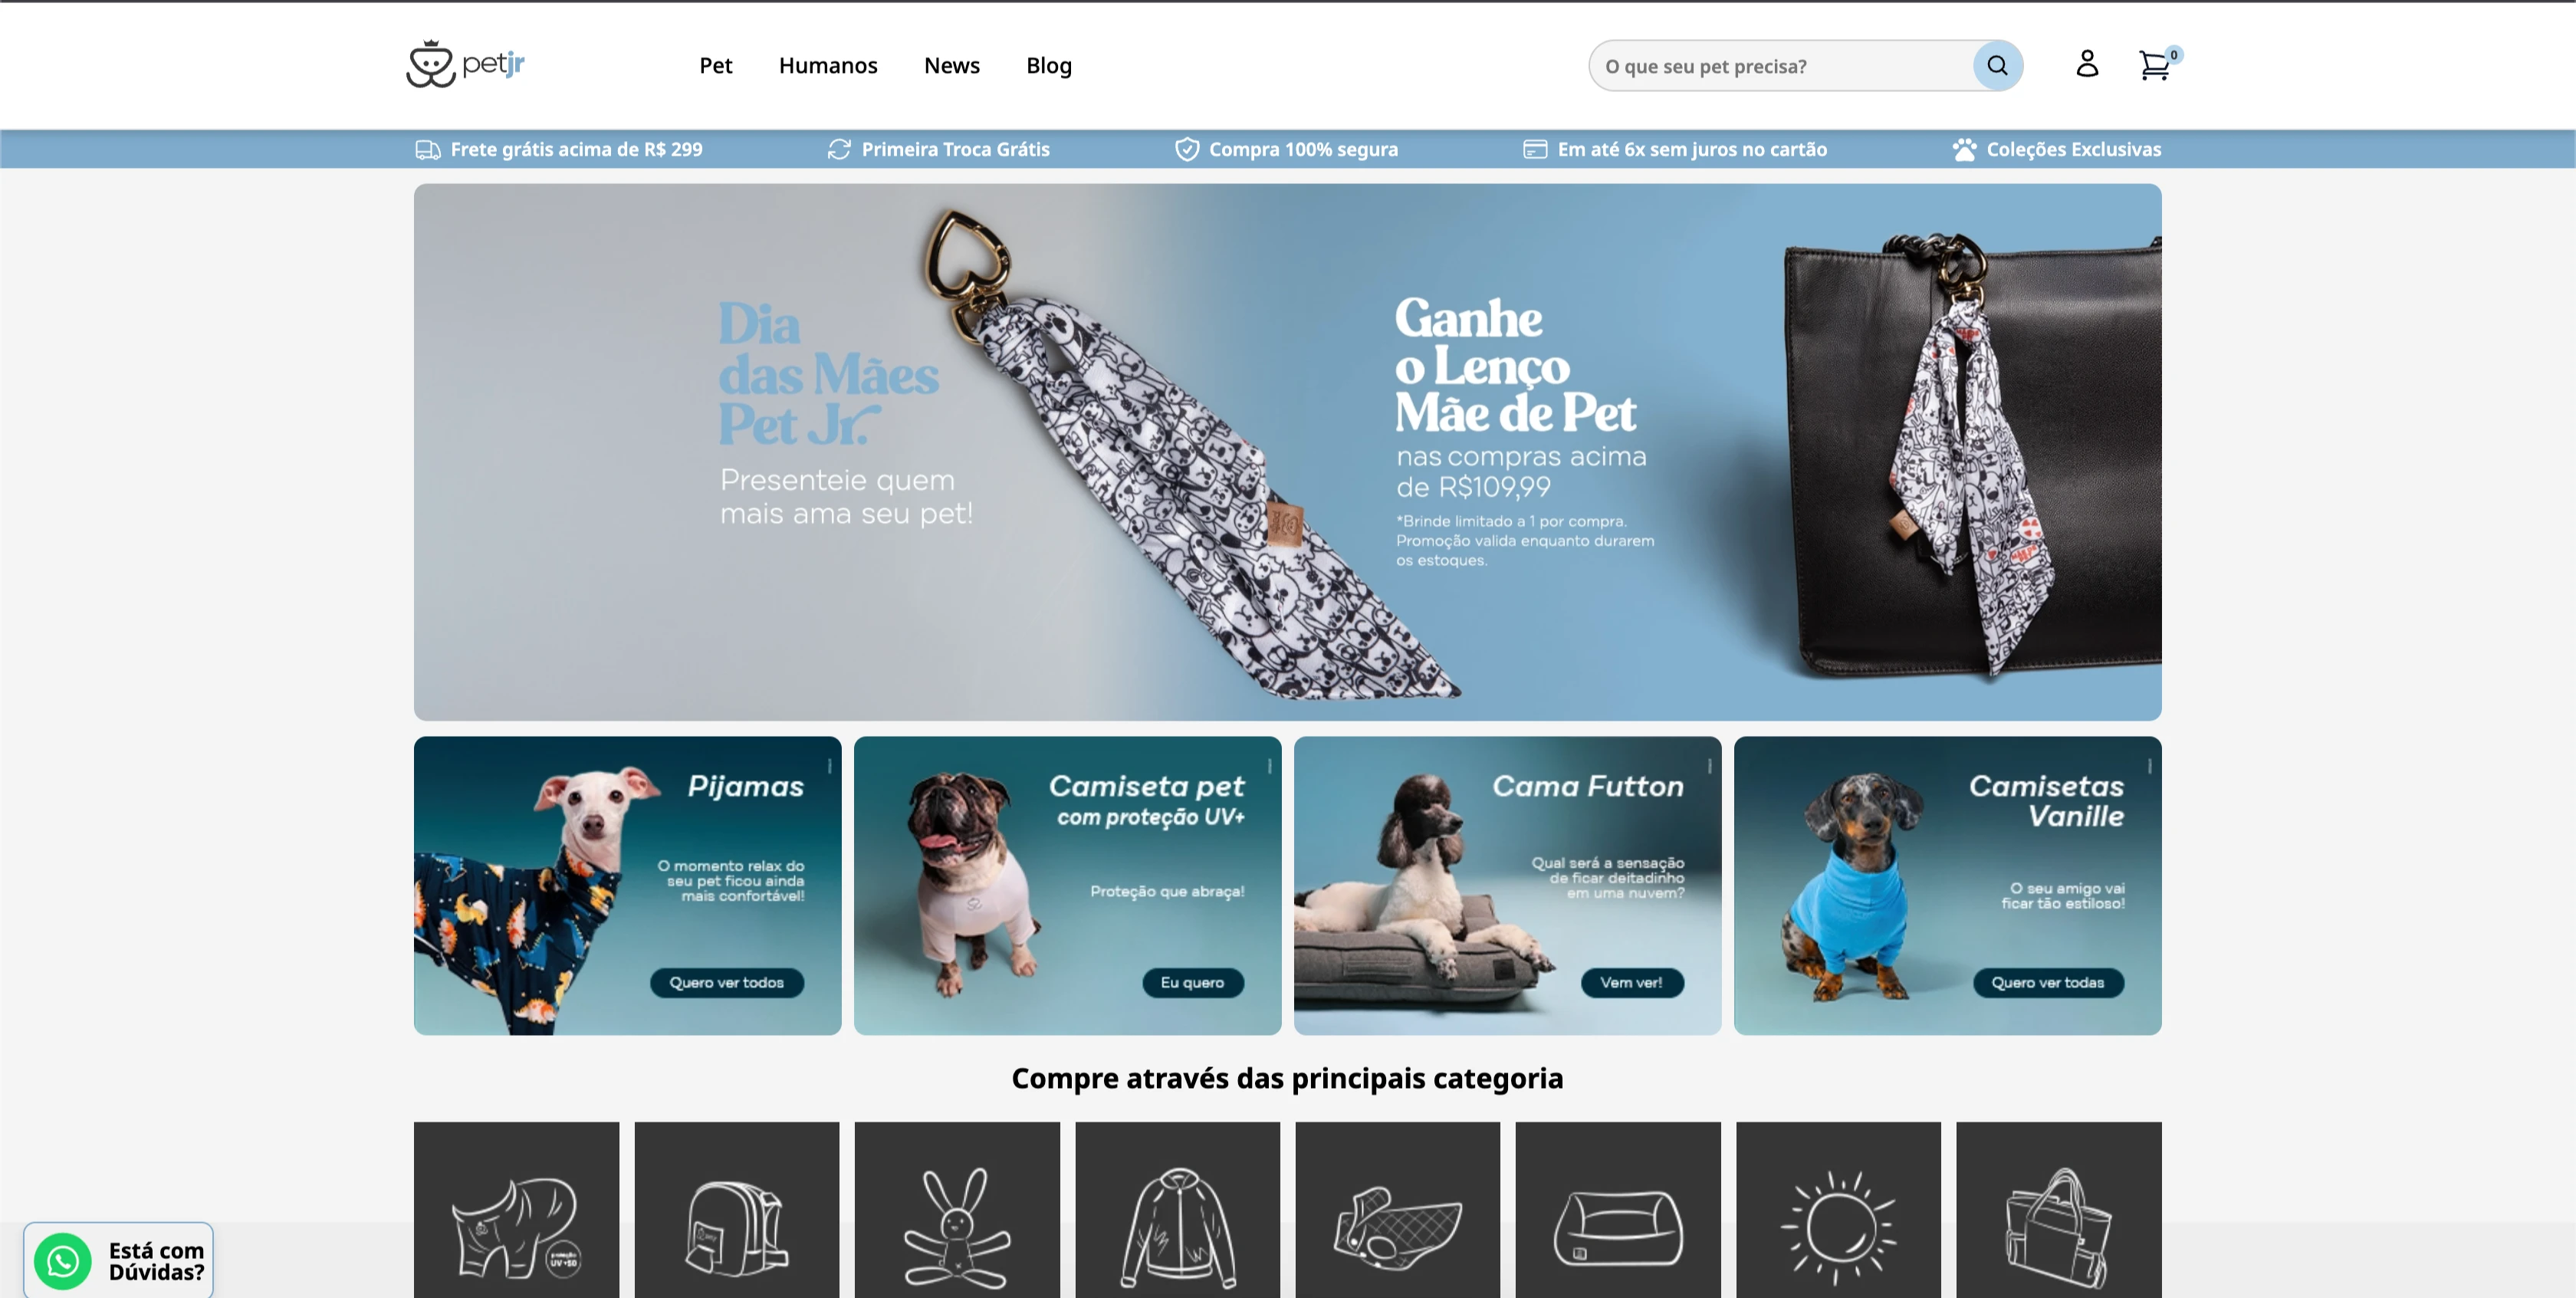 petjr
Pet
Humanos
News
Blog
O que seu pet precisa?
0
Frete grátis acima de R$ 299
Primeira Troca Grátis
Compra 100% segura
Em até 6x sem juros no cartão
Coleções Exclusivas
Dia
das Mães
Pet Jr.
Presenteie quem
mais ama seu pet!
Ganhe
o Lenço
Mãe de Pet
nas compras acima
de R$109,99
*Brinde limitado a 1 por compra.
Promoção valida enquanto durarem
os estoques.
Pijamas
O momento relax do
seu pet ficou ainda
mais confortável!
Quero ver todos
Camiseta pet
com proteção UV+
Proteção que abraça!
Eu quero
Cama Futton
Qual será a sensação
de ficar deitadinho
em uma nuvem?
Vem ver!
Camisetas
Vanille
O seu amigo vai
ficar tão estiloso!
Quero ver todas
Compre através das principais categoria
proteção
UV+50
Está com
Dúvidas?